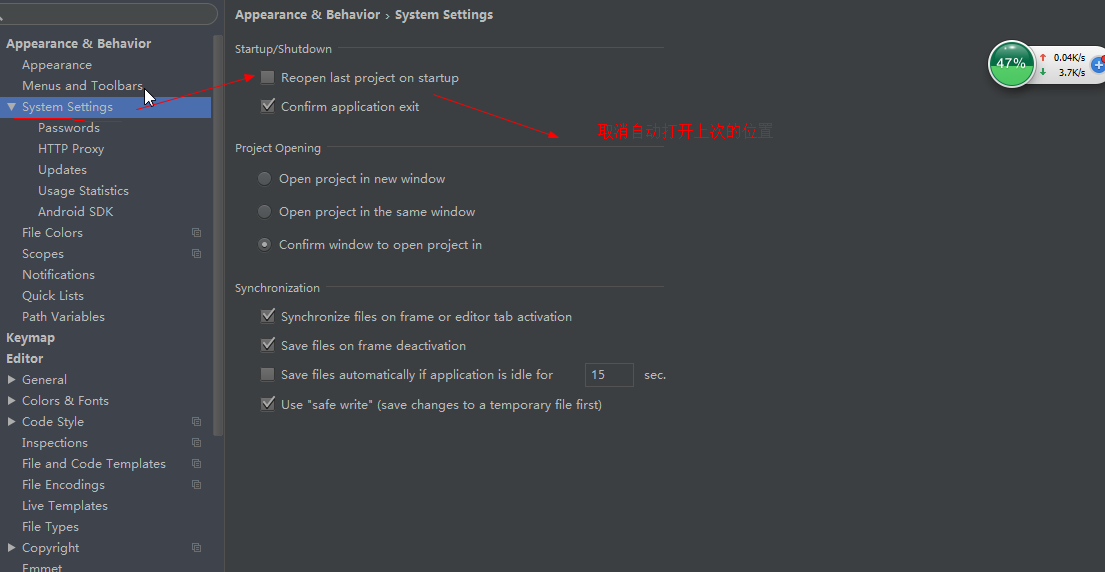 Appearance & Behavior
Appearance
Menus and Toolbars
System Settings
Passwords
HTTP Proxy
Updates
Usage Statistics
Android SDK
File Colors
Scopes
Notifications
Quick Lists
Path Variables
Keymap
Editor
General
Colors & Fonts
Code Style
Inspections
File and Code Templates
File Encodings
Live Templates
File Types
Copyright
Emmet
Appearance & Behavior › System Settings
Startup/Shutdown
Reopen last project on startup
Confirm application exit
取消自动打开上次的位置
Project Opening
Open project in new window
Open project in the same window
Confirm window to open project in
Synchronization
Synchronize files on frame or editor tab activation
Save files on frame deactivation
Save files automatically if application is idle for 15 sec.
Use "safe write" (save changes to a temporary file first)
47%
0.04K/s
3.7K/s